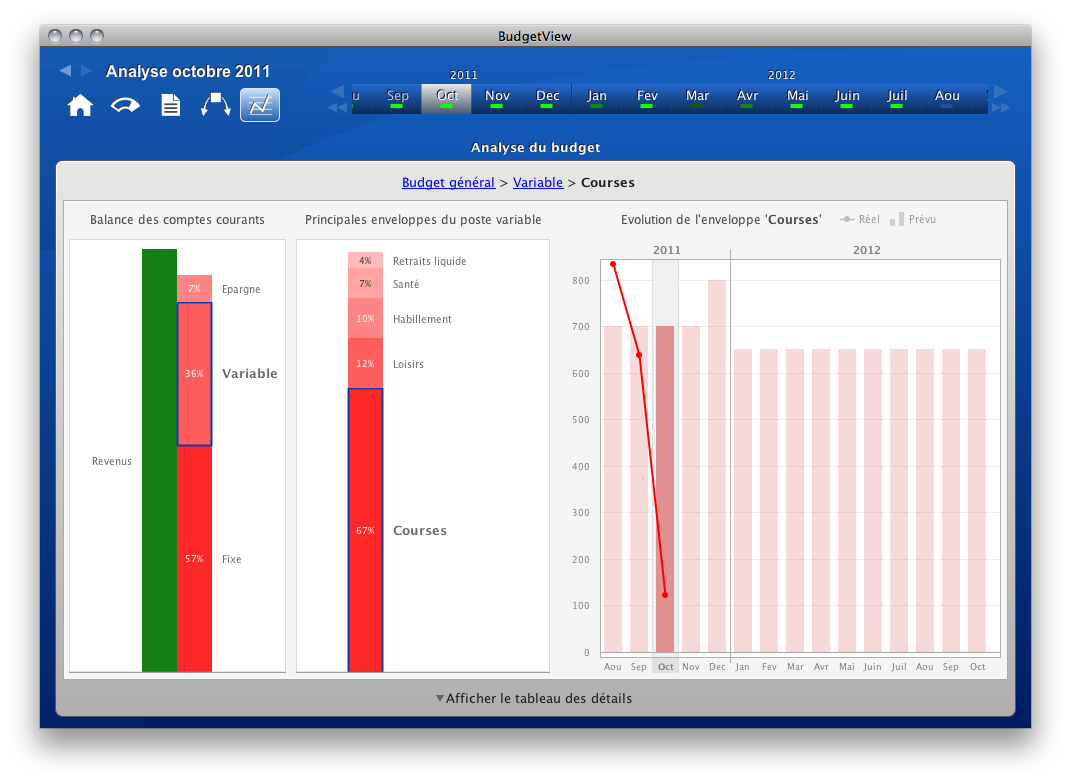 BudgetView
Analyse octobre 2011
2011 2012
u Sep Oct Nov Dec Jan Fev Mar Avr Mai Juin Juil Aou
Analyse du budget
Budget général > Variable > Courses
Balance des comptes courants
7% Epargne
36% Variable
Revenus
57% Fixe
Principales enveloppes du poste variable
4% Retraits liquide
7% Santé
10% Habillement
12% Loisirs
67% Courses
Evolution de l'enveloppe 'Courses' Réel Prévu
2011 2012
800
700
600
500
400
300
200
100
0
Aou Sep Oct Nov Dec Jan Fev Mar Avr Mai Juin Juil Aou Sep Oct
Afficher le tableau des détails